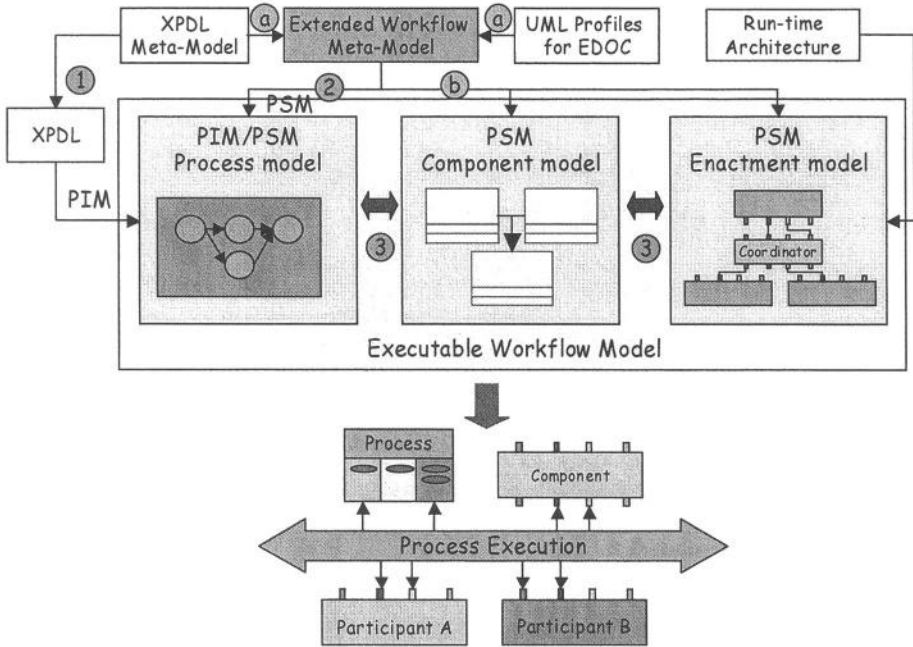 XPDL
Meta-Model
a
Extended Workflow
Meta-Model
a
UML Profiles
for EDOC
Run-time
Architecture
1
2
b
PSM
XPDL
PIM
PIM/PSM
Process model
PSM
Component model
PSM
Enactment model
3
3
Coordinator
Executable Workflow Model
Process
Component
Process Execution
Participant A
Participant B